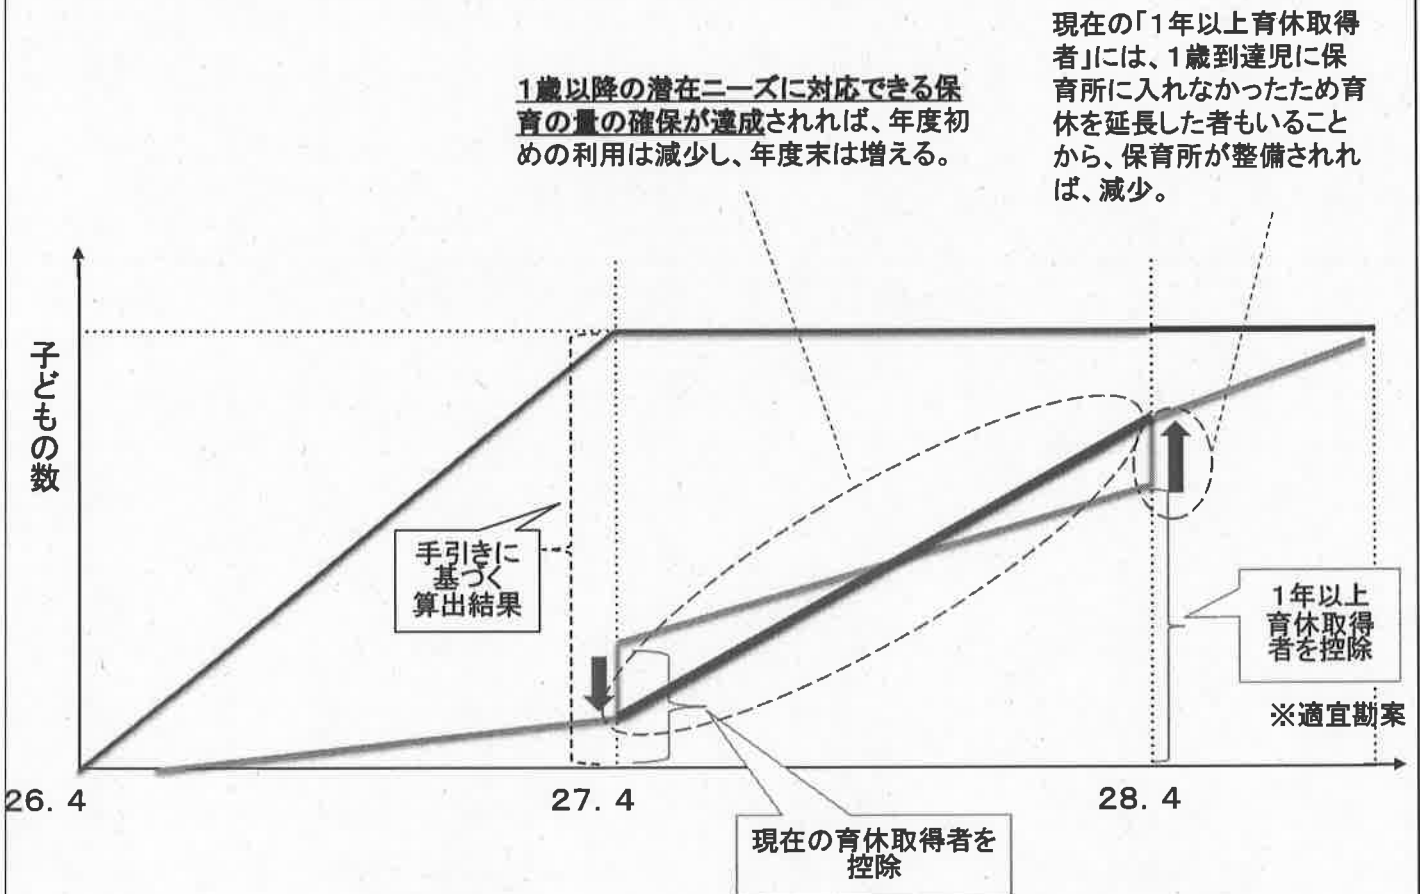 現在の「1年以上育休取得
者」には、1歳到達児に保
育所に入れなかったため育
休を延長した者もいること
から、保育所が整備されれ
ば、減少。
1歳以降の潜在ニーズに対応できる保
育の量の確保が達成されれば、年度初
めの利用は減少し、年度末は増える。
子どもの数
手引きに
基づく
算出結果
1年以上
育休取得
者を控除
※適宜勘案
26. 4
27. 4
28. 4
現在の育休取得者を
控除